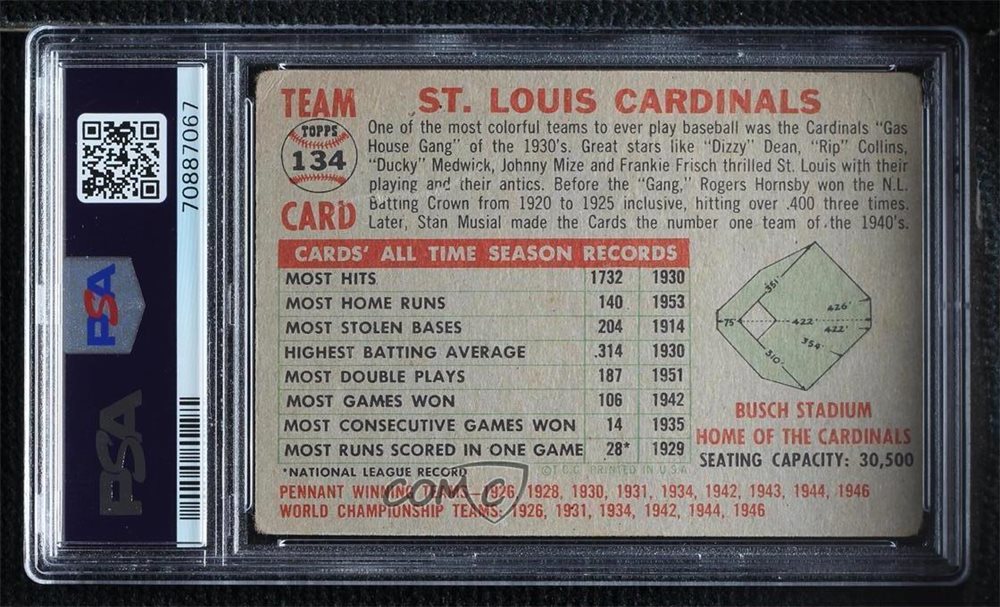 TEAM
ST. LOUIS CARDINALS
TOPPS
134
CARD
One of the most colorful teams to ever play baseball was the Cardinals "Gas
House Gang" of the 1930's. Great stars like "Dizzy" Dean, "Rip" Collins,
"Ducky" Medwick, Johnny Mize and Frankie Frisch thrilled St. Louis with their
playing and their antics. Before the "Gang," Rogers Hornsby won the N.L.
Batting Crown from 1920 to 1925 inclusive, hitting over .400 three times.
Later, Stan Musial made the Cards the number one team of the 1940's.
CARDS' ALL TIME SEASON RECORDS
MOST HITS 1732 1930
MOST HOME RUNS 140 1953
MOST STOLEN BASES 204 1914
HIGHEST BATTING AVERAGE .314 1930
MOST DOUBLE PLAYS 187 1951
MOST GAMES WON 106 1942
MOST CONSECUTIVE GAMES WON 14 1935
MOST RUNS SCORED IN ONE GAME 28* 1929
*NATIONAL LEAGUE RECORD
©T.C.C. PRINTED IN U.S.A.
PENNANT WINNING TEAMS—1926, 1928, 1930, 1931, 1934, 1942, 1943, 1944, 1946
WORLD CHAMPIONSHIP TEAMS: 1926, 1931, 1934, 1942, 1944, 1946
351'
426'
75'
422'
422'
354'
310'
BUSCH STADIUM
HOME OF THE CARDINALS
SEATING CAPACITY: 30,500
70887067
PSA
PSA
COMC